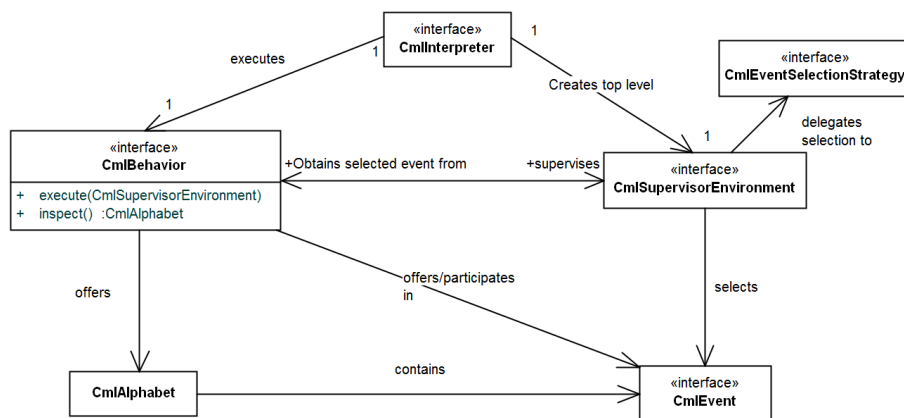 «interface»
CmlInterpreter
1
1
executes
Creates top level
1
1
«interface»
CmlEventSelectionStrategy
delegates
selection to
«interface»
CmlBehavior
+ execute(CmlSupervisorEnvironment)
+ inspect() :CmlAlphabet
+Obtains selected event from
+supervises
«interface»
CmlSupervisorEnvironment
offers
offers/participates
in
selects
CmlAlphabet
contains
«interface»
CmlEvent